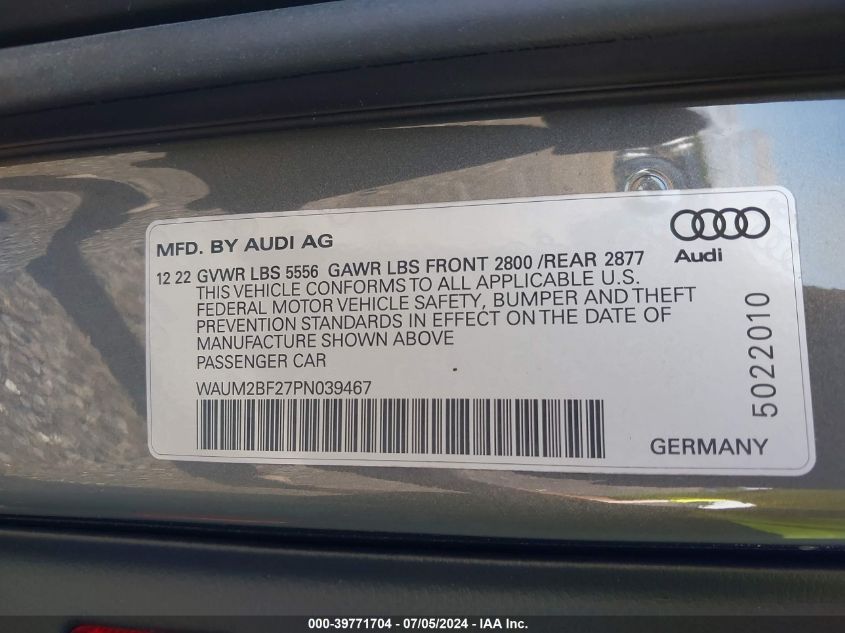 MFD. BY AUDI AG
12 22 GVWR LBS 5556 GAWR LBS FRONT 2800 /REAR 2877
THIS VEHICLE CONFORMS TO ALL APPLICABLE U.S.
FEDERAL MOTOR VEHICLE SAFETY, BUMPER AND THEFT
PREVENTION STANDARDS IN EFFECT ON THE DATE OF
MANUFACTURE SHOWN ABOVE
PASSENGER CAR
WAUM2BF27PN039467
Audi
5022010
GERMANY
000-39771704 - 07/05/2024 - IAA Inc.